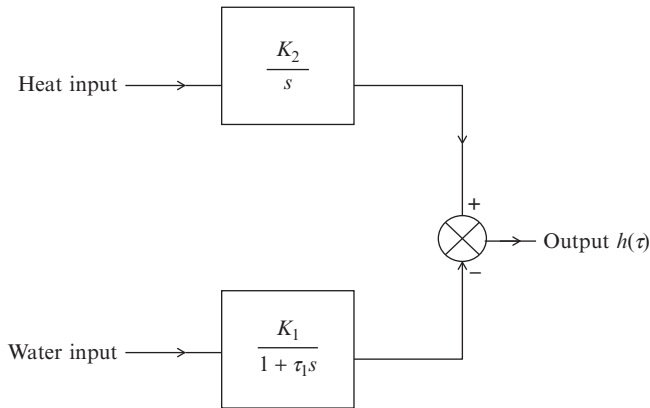 K₂
s
Heat input
+
Output h(τ)
−
K₁
Water input
1 + τ₁s